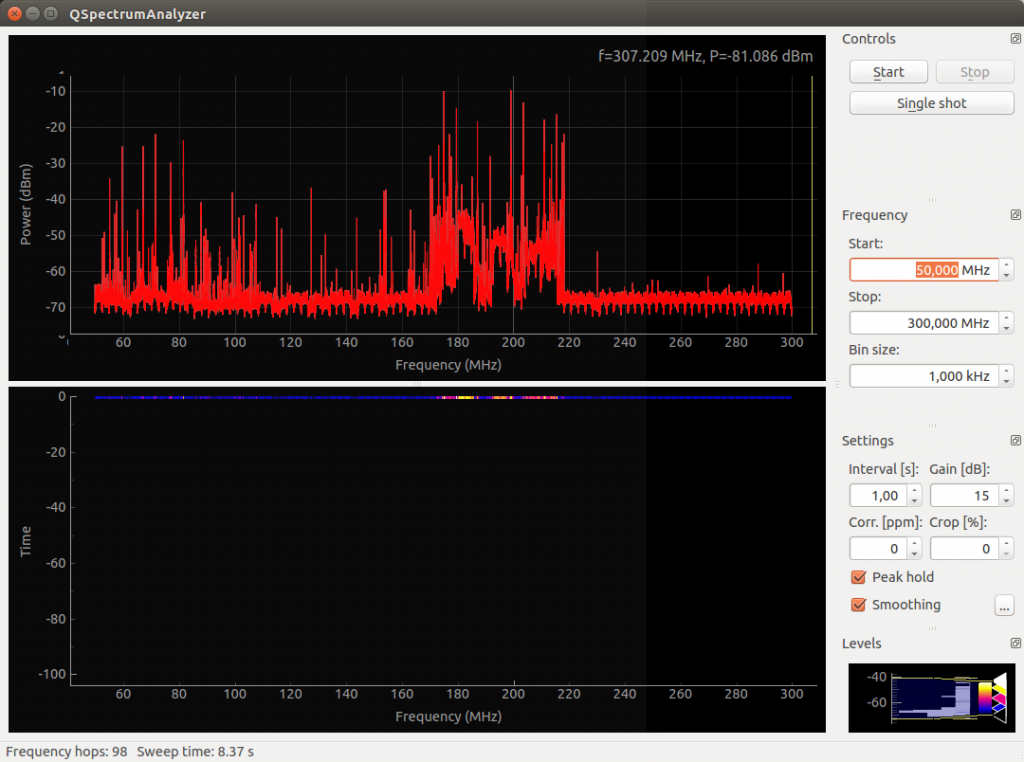 QSpectrumAnalyzer
f=307.209 MHz, P=-81.086 dBm
-10
-20
-30
-40
-50
-60
-70
Power (dBm)
60 80 100 120 140 160 180 200 220 240 260 280 300
Frequency (MHz)
0
-20
-40
-60
-80
-100
Time
60 80 100 120 140 160 180 200 220 240 260 280 300
Frequency (MHz)
Controls
Start Stop
Single shot
Frequency
Start:
50,000 MHz
Stop:
300,000 MHz
Bin size:
1,000 kHz
Settings
Interval [s]: Gain [dB]:
1,00 15
Corr. [ppm]: Crop [%]:
0 0
Peak hold
Smoothing ...
Levels
-40
-60
Frequency hops: 98 Sweep time: 8.37 s